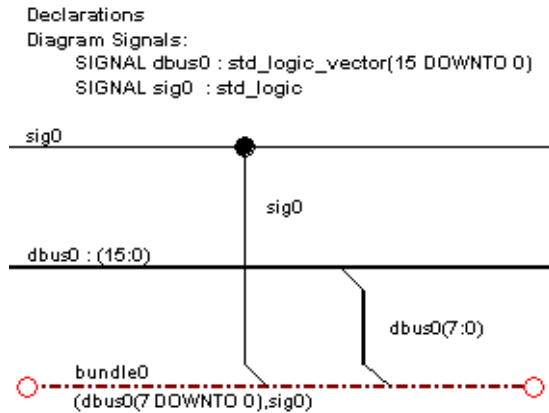 Declarations
Diagram Signals:
SIGNAL dbus0 : std_logic_vector(15 DOWNTO 0)
SIGNAL sig0 : std_logic
sig0
sig0
dbus0 : (15:0)
dbus0(7:0)
bundle0
(dbus0(7 DOWNTO 0),sig0)